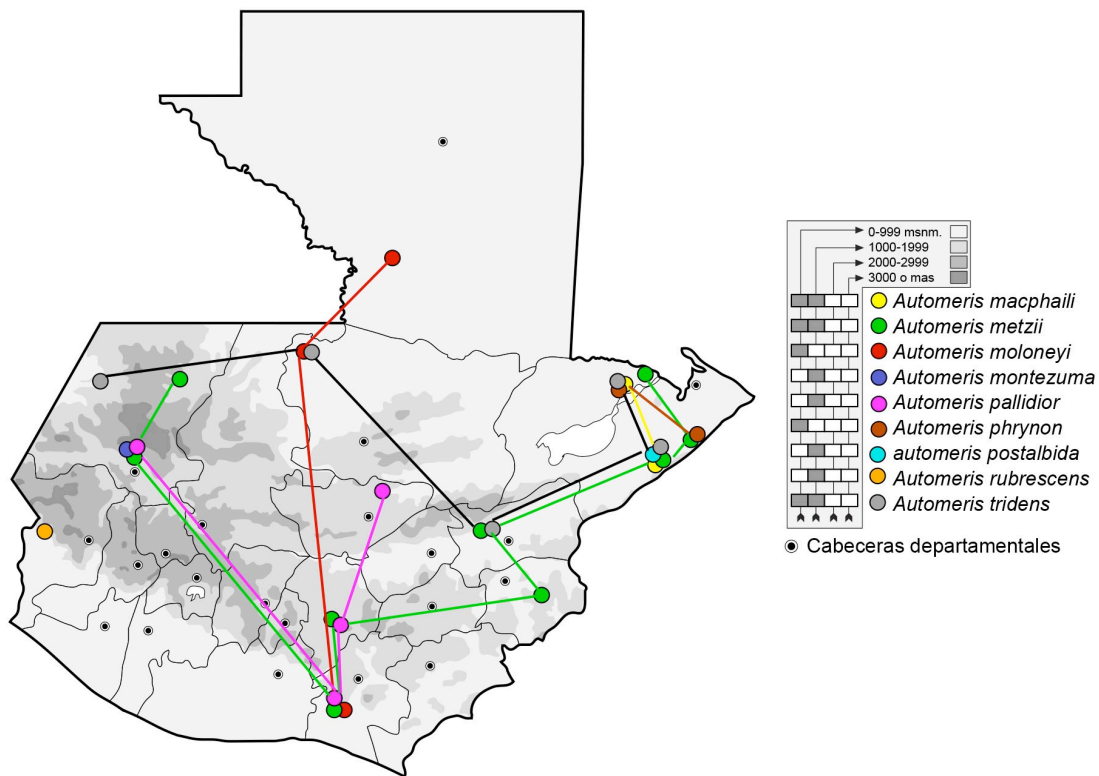 0-999 msnm.
1000-1999
2000-2999
3000 o mas
Automeris macphaili
Automeris metzii
Automeris moloneyi
Automeris montezuma
Automeris pallidior
Automeris phrynon
automeris postalbida
Automeris rubrescens
Automeris tridens
Cabeceras departamentales